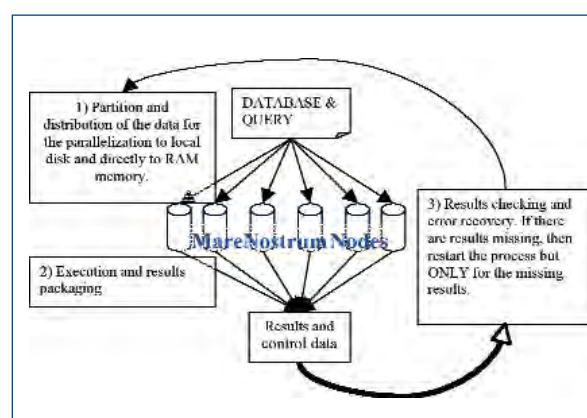 1) Partition and
distribution of the data for
the parallelization to local
disk and directly to RAM
memory.
DATABASE &
QUERY
MareNostrum Nodes
2) Execution and results
packaging
3) Results checking and
error recovery. If there
are results missing, then
restart the process but
ONLY for the missing
results.
Results and
control data